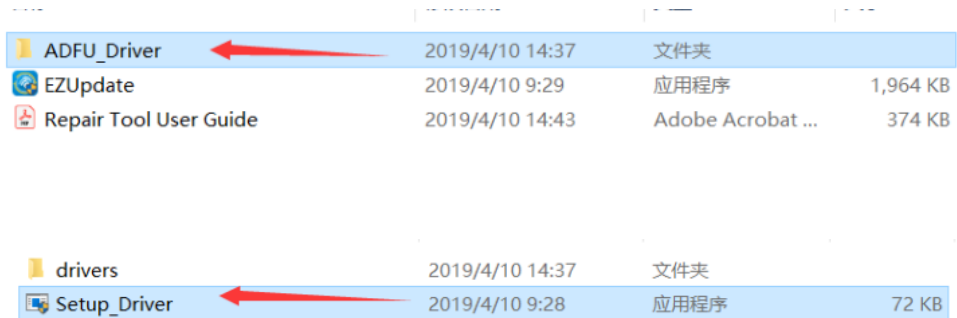 ADFU_Driver 2019/4/10 14:37 文件夹
EZUpdate 2019/4/10 9:29 应用程序 1,964 KB
Repair Tool User Guide 2019/4/10 14:43 Adobe Acrobat ... 374 KB
drivers 2019/4/10 14:37 文件夹
Setup_Driver 2019/4/10 9:28 应用程序 72 KB